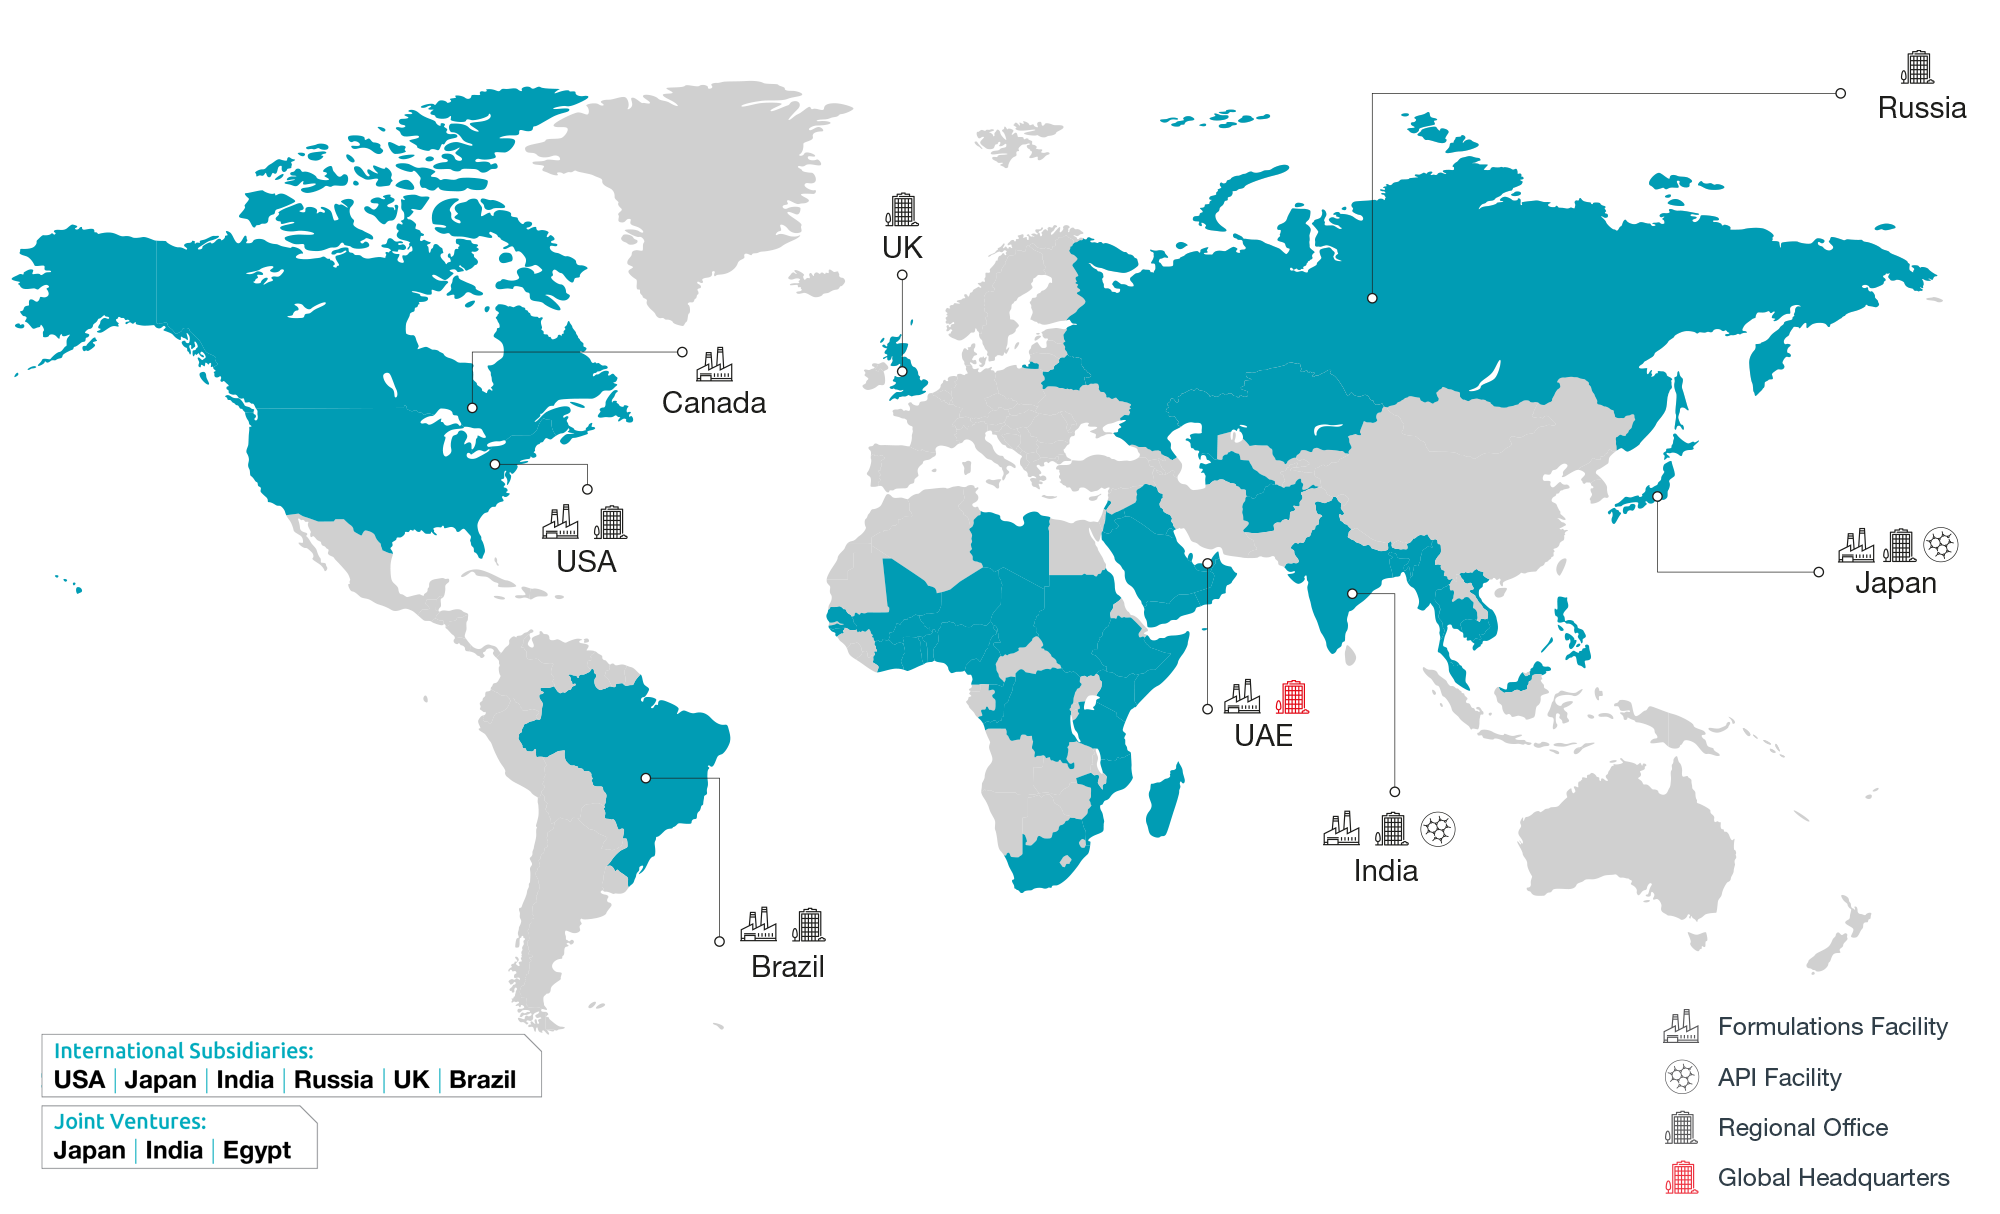 Russia
UK
Canada
USA
Japan
UAE
India
Brazil
International Subsidiaries:
USA | Japan | India | Russia | UK | Brazil
Joint Ventures:
Japan | India | Egypt
Formulations Facility
API Facility
Regional Office
Global Headquarters